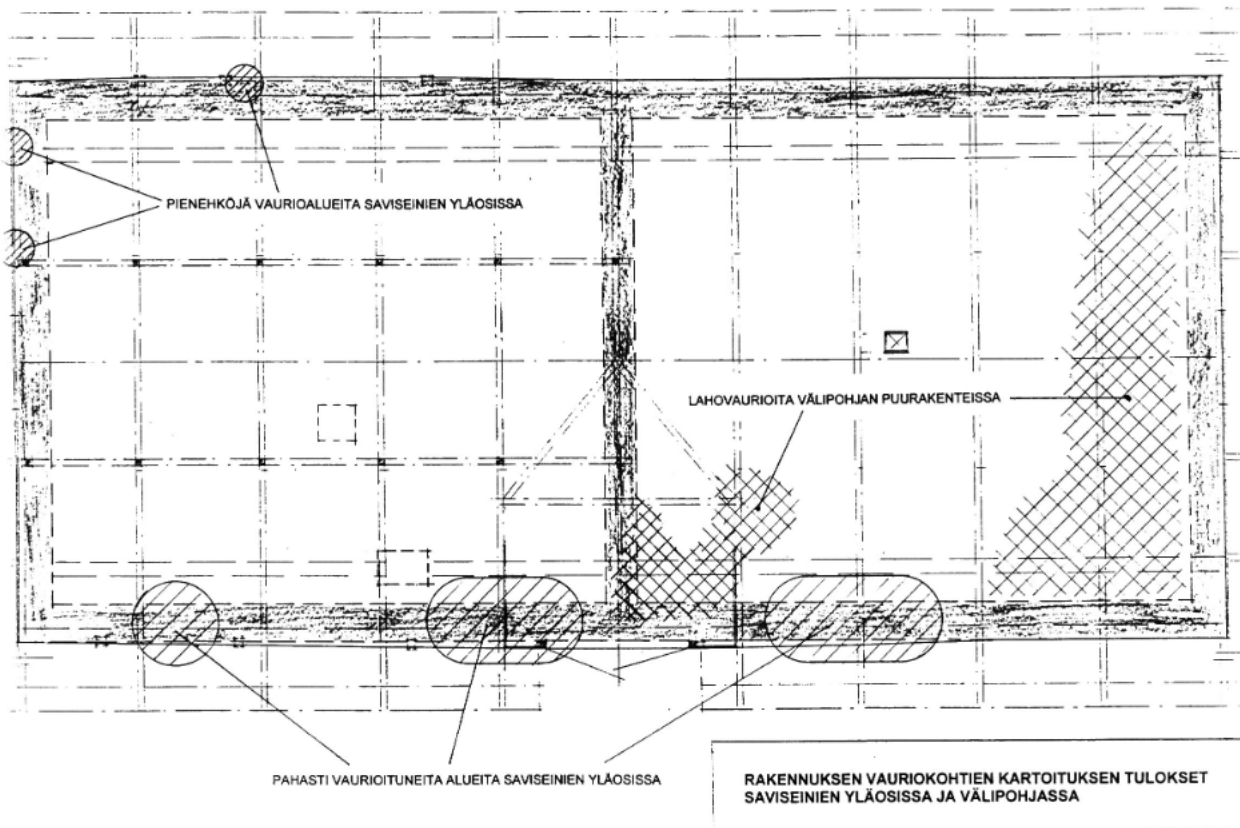 PIENEHKÖJÄ VAURIOALUEITA SAVISEINIEN YLÄOSISSA
LAHOVAURIOITA VÄLIPOHJAN PUURAKENTEISSA
PAHASTI VAURIOITUNEITA ALUEITA SAVISEINIEN YLÄOSISSA
RAKENNUKSEN VAURIOKOHTIEN KARTOITUKSEN TULOKSET
SAVISEINIEN YLÄOSISSA JA VÄLIPOHJASSA